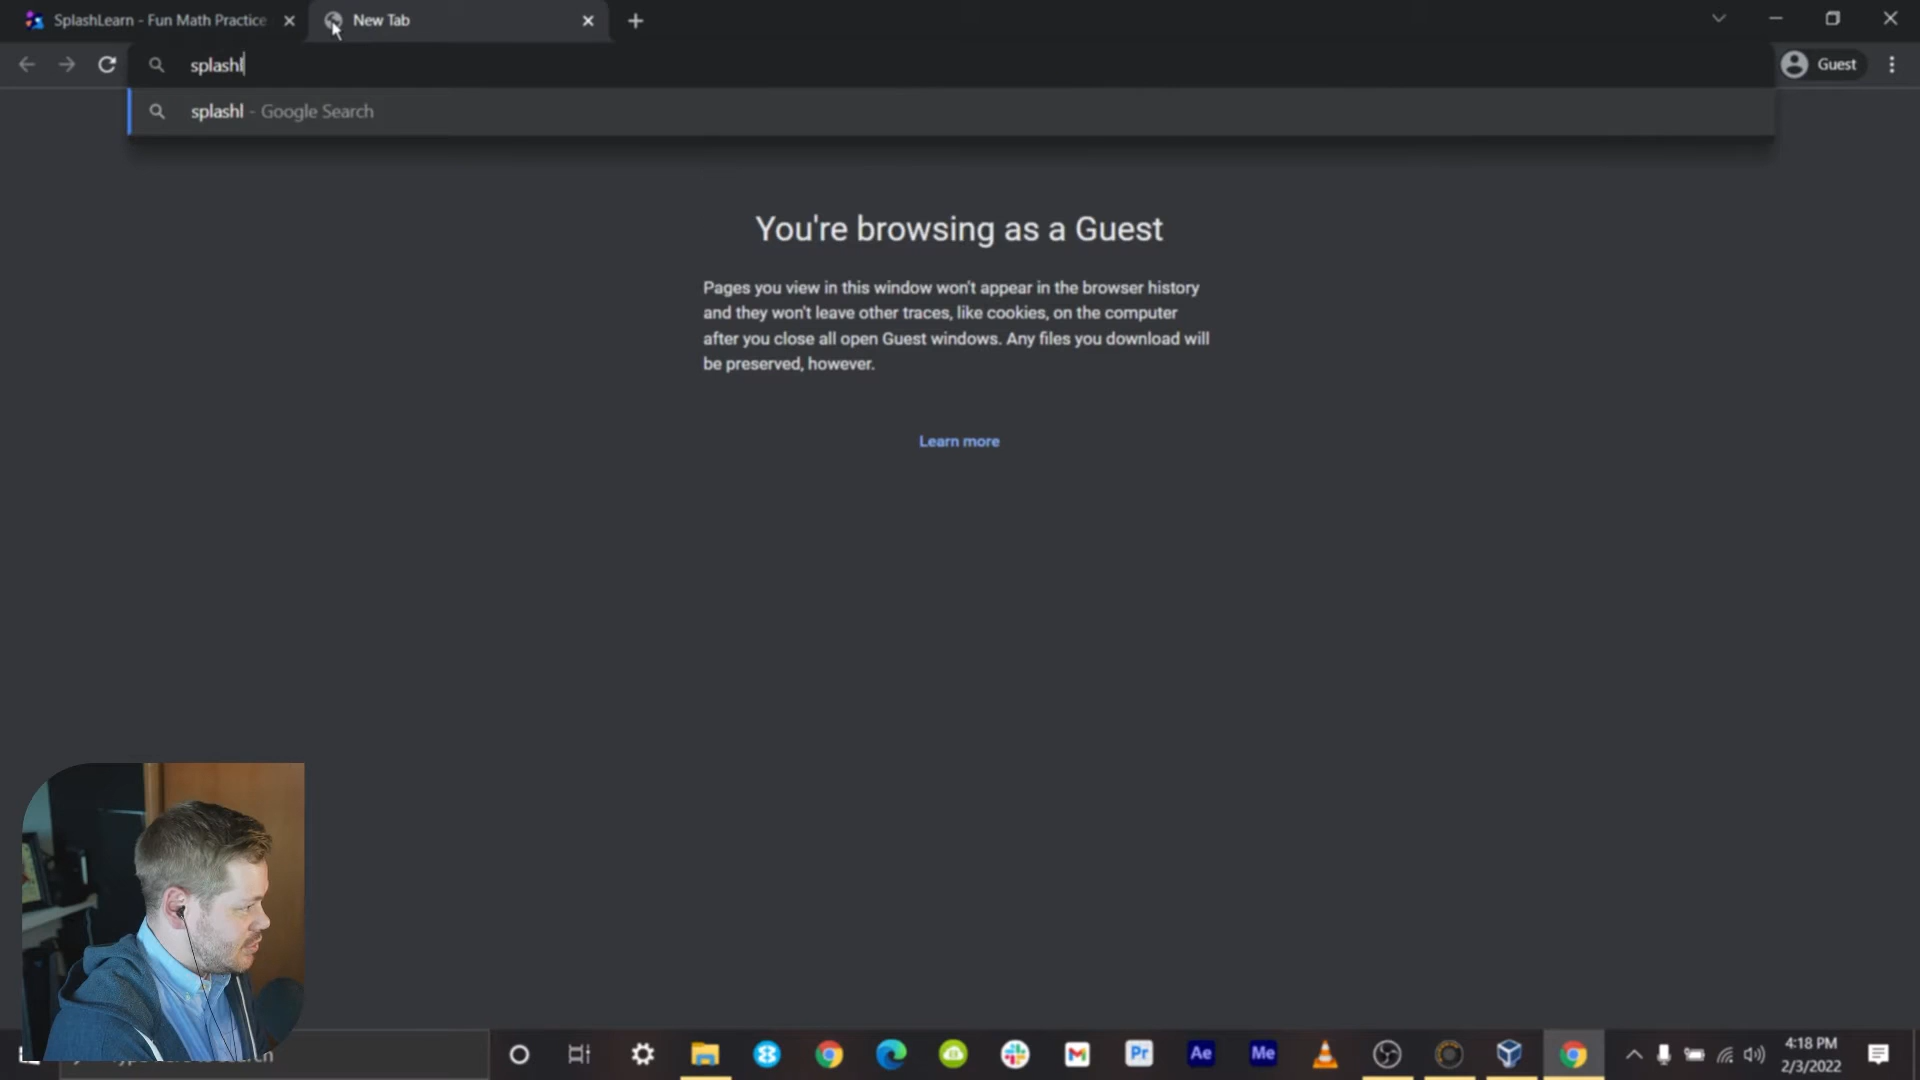 SplashLearn - Fun Math Practice
New Tab
splashl
Guest
splashl - Google Search
You're browsing as a Guest
Pages you view in this window won't appear in the browser history
and they won't leave other traces, like cookies, on the computer
after you close all open Guest windows. Any files you download will
be preserved, however.
Learn more
Pr
Ae
Me
4:18 PM
2/3/2022